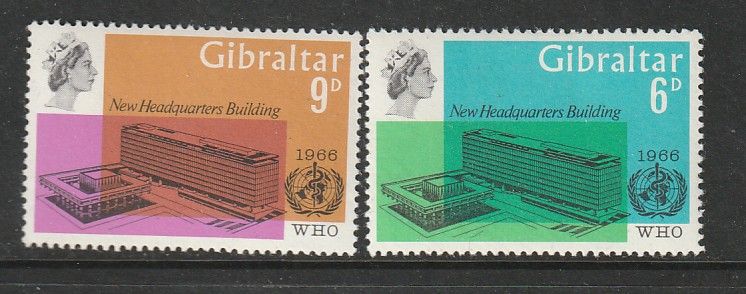 Gibraltar
9D
New Headquarters Building
1966
WHO
Gibraltar
6D
New Headquarters Building
1966
WHO